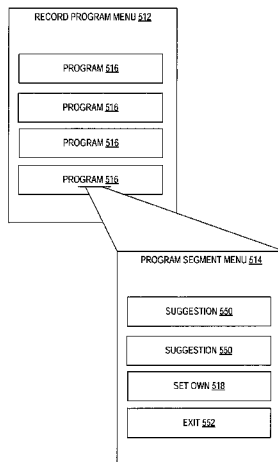 RECORD PROGRAM MENU 512
PROGRAM 516
PROGRAM 516
PROGRAM 516
PROGRAM 516
PROGRAM SEGMENT MENU 514
SUGGESTION 550
SUGGESTION 550
SET OWN 518
EXIT 552